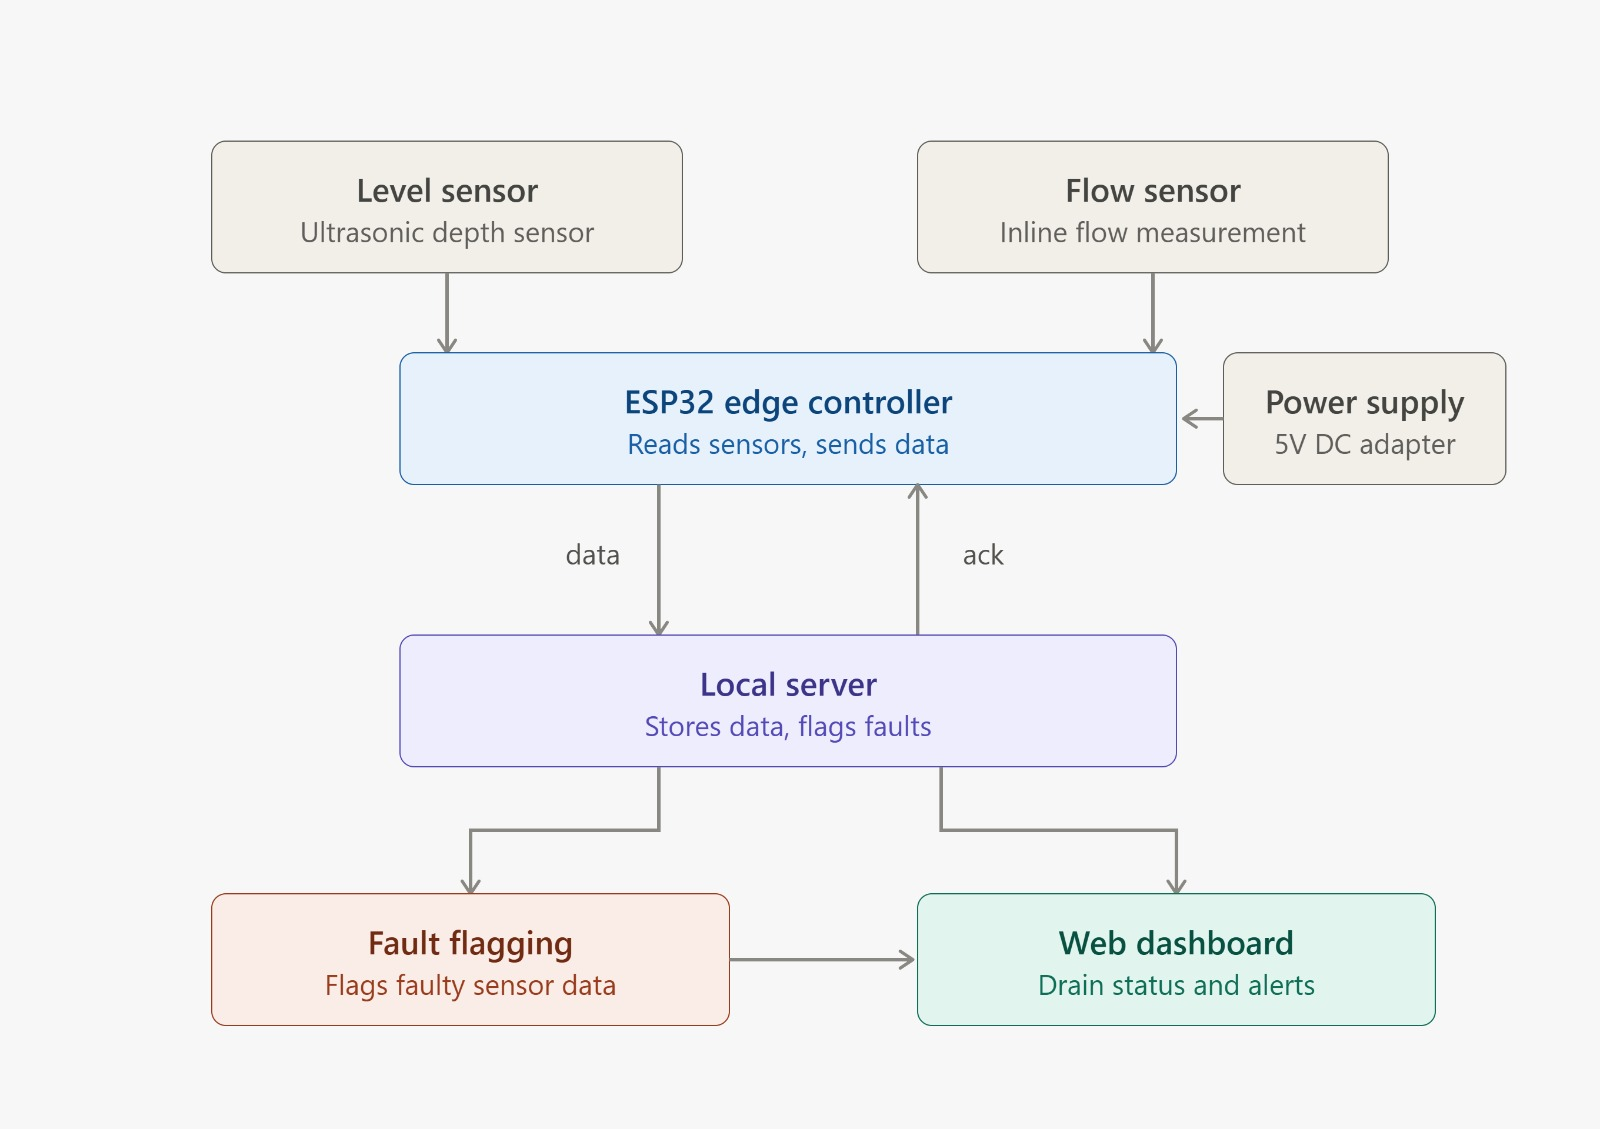 Level sensor
Ultrasonic depth sensor
Flow sensor
Inline flow measurement
ESP32 edge controller
Reads sensors, sends data
Power supply
5V DC adapter
data
ack
Local server
Stores data, flags faults
Fault flagging
Flags faulty sensor data
Web dashboard
Drain status and alerts